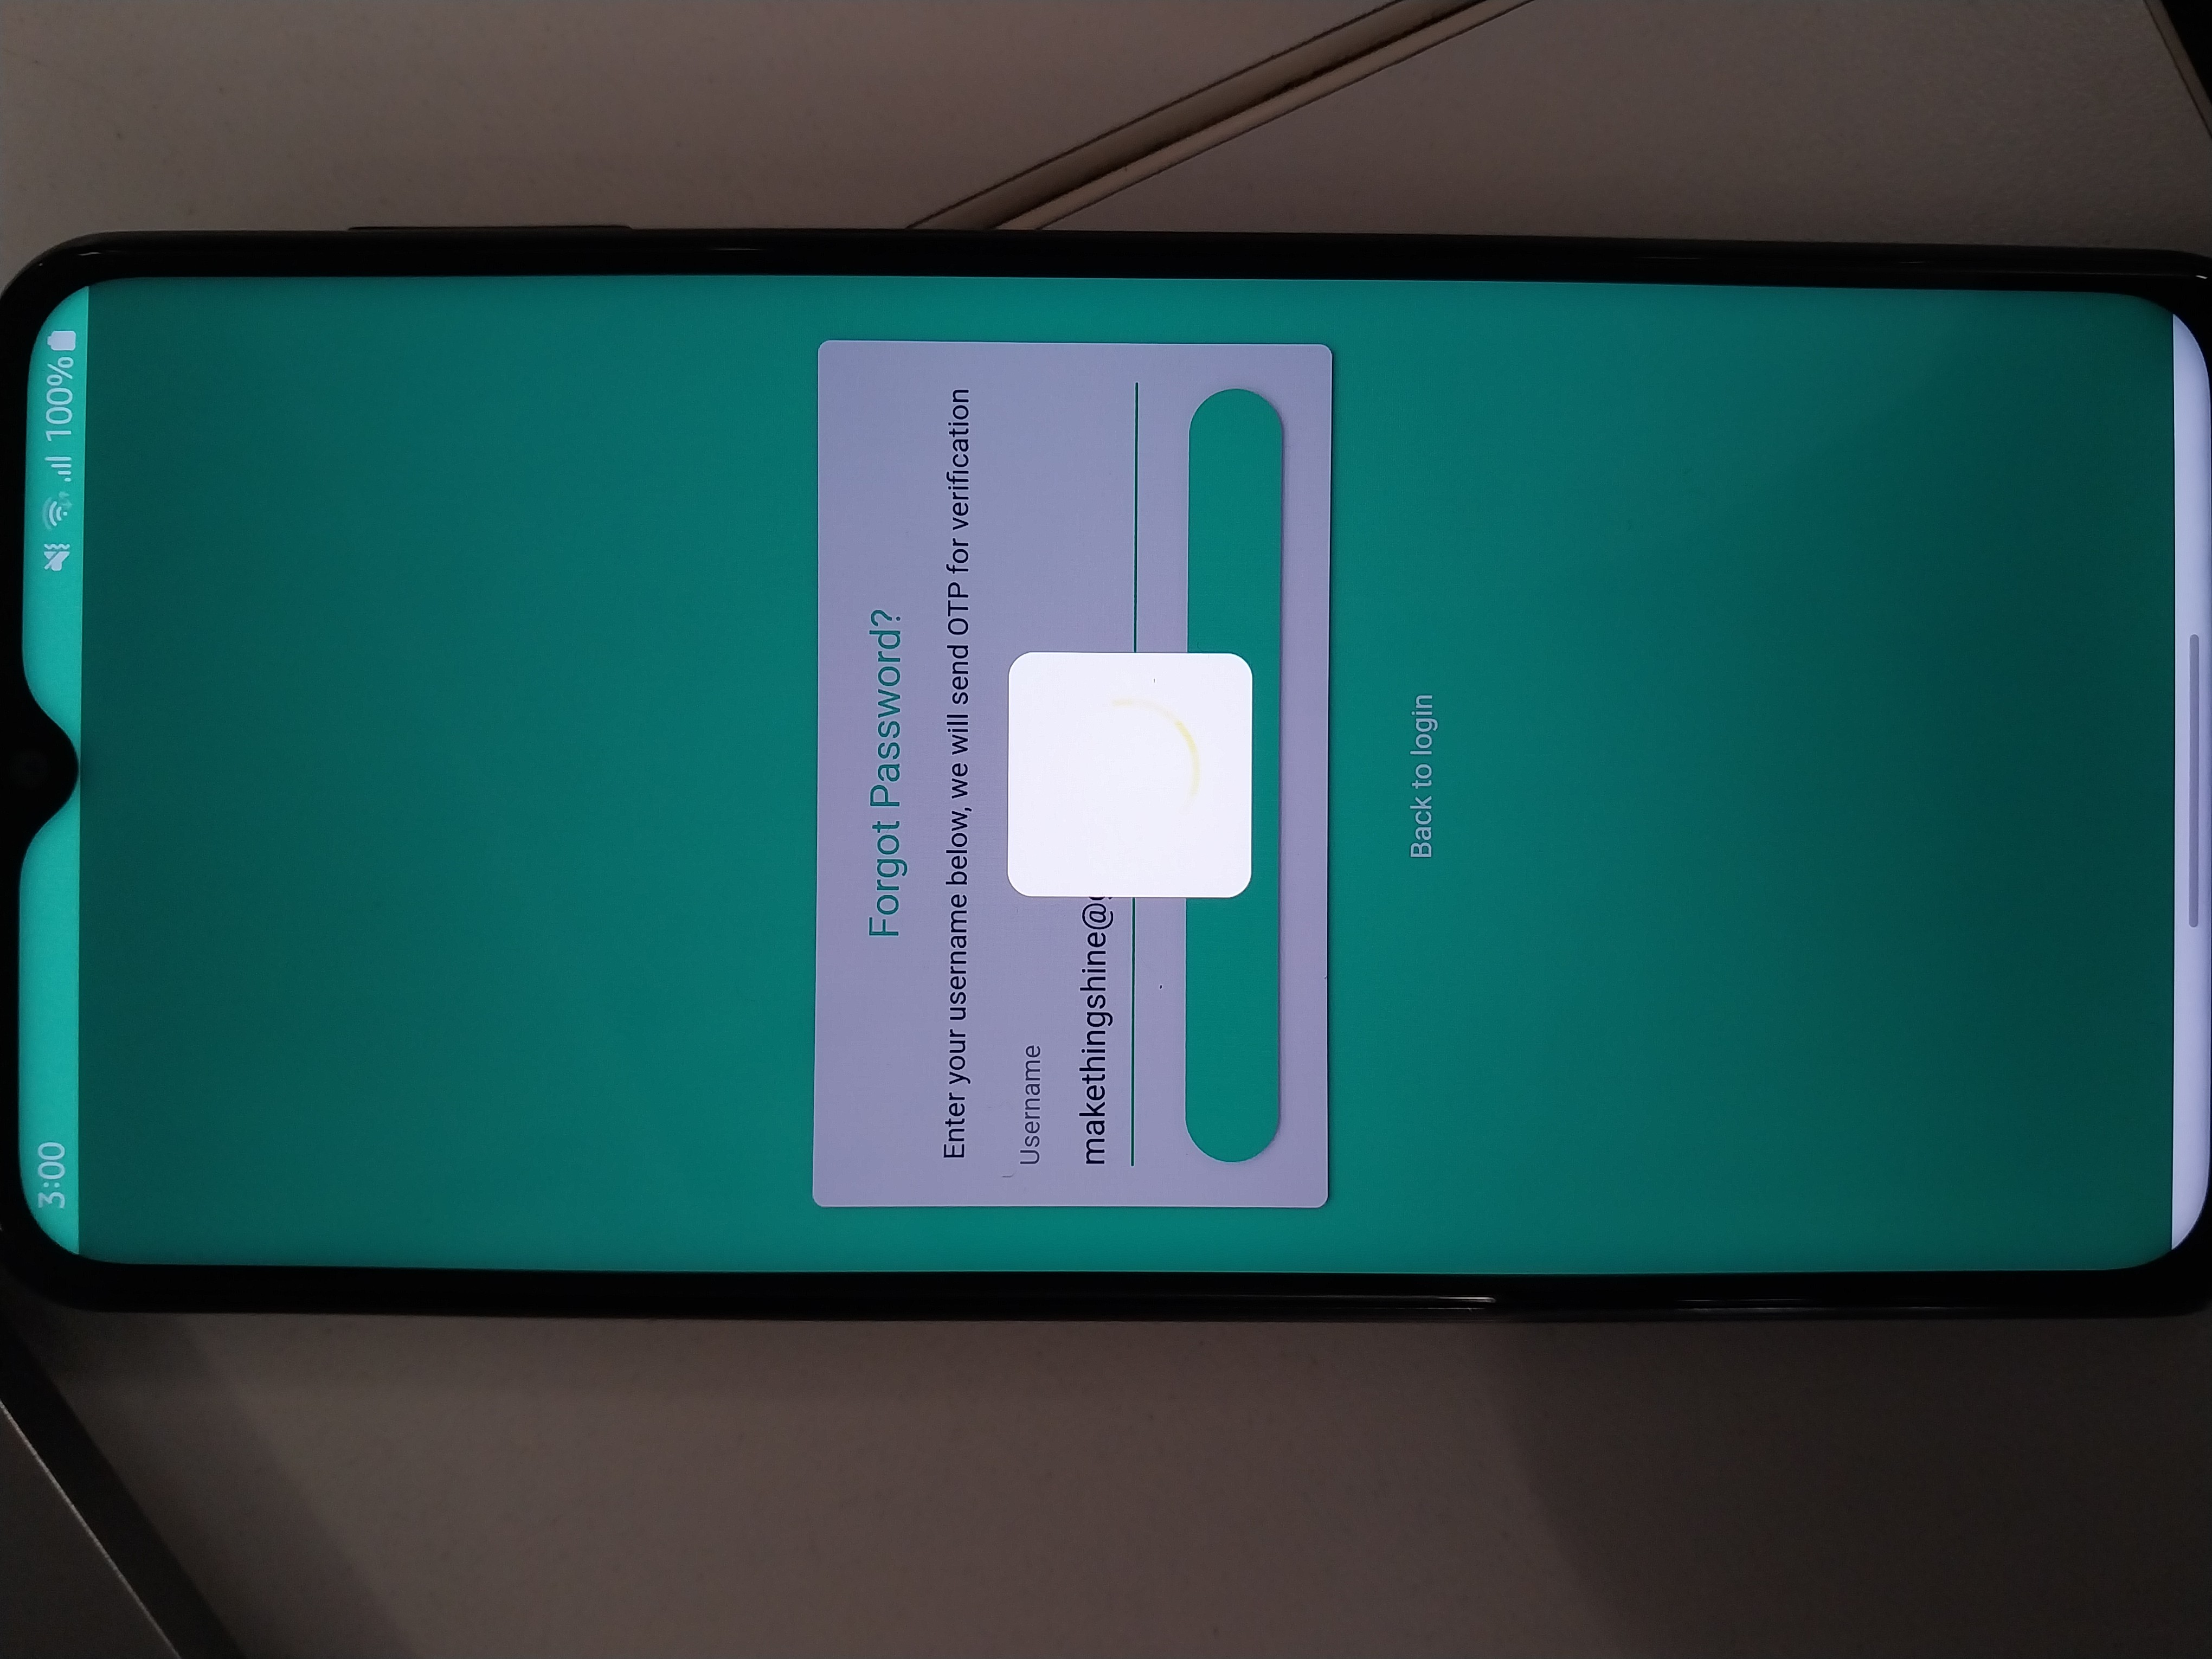 3:00
100%
Forgot Password?
Enter your username below, we will send OTP for verification
Username
makethingshine@
Back to login